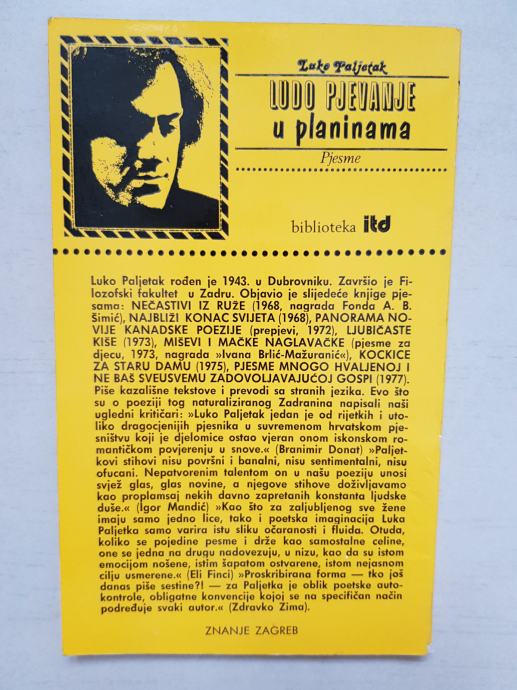 Luko Paljetak
LUDO PJEVANJE
u planinama
Pjesme
biblioteka itd
Luko Paljetak rođen je 1943. u Dubrovniku. Završio je Fi-
lozofski fakultet u Zadru. Objavio je slijedeće knjige pje-
sama: NEČASTIVI IZ RUŽE (1968, nagrada Fonda A. B.
Šimić), NAJBLIŽI KONAC SVIJETA (1968), PANORAMA NO-
VIJE KANADSKE POEZIJE (prepjevi, 1972), LJUBIČASTE
KIŠE (1973), MIŠEVI I MAČKE NAGLAVAČKE (pjesme za
djecu, 1973, nagrada »Ivana Brlić-Mažuranić«), KOCKICE
ZA STARU DAMU (1975), PJESME MNOGO HVALJENOJ I
NE BAŠ SVEUSVEMU ZADOVOLJAVAJUĆOJ GOSPI (1977).
Piše kazališne tekstove i prevodi sa stranih jezika. Evo što
su o poeziji tog naturaliziranog Zadranina napisali naši
ugledni kritičari: »Luko Paljetak jedan je od rijetkih i uto-
liko dragocjenijih pjesnika u suvremenom hrvatskom pje-
sništvu koji je djelomice ostao vjeran onom iskonskom ro-
mantičkom povjerenju u snove.« (Branimir Donat) »Paljet-
kovi stihovi nisu površni i banalni, nisu sentimentalni, nisu
ofucani. Nepatvorenim talentom on u našu poeziju unosi
svjež glas, glas novine, a njegove stihove doživljavamo
kao proplamsaj nekih davno zapretanih konstanta ljudske
duše.« (Igor Mandić) »Kao što za zaljubljenog sve žene
imaju samo jedno lice, tako i poetska imaginacija Luka
Paljetka samo varira istu sliku očaranosti i fluida. Otuda,
koliko se pojedine pesme i drže kao samostalne celine,
one se jedna na drugu nadovezuju, u nizu, kao da su istom
emocijom nošene, istim šapatom ostvarene, istom nejasnom
cilju usmerene.« (Eli Finci) »Proskribirana forma — tko još
danas piše sestine?! — za Paljetka je oblik poetske auto-
kontrole, obligatne konvencije kojoj se na specifičan način
podređuje svaki autor.« (Zdravko Zima).
ZNANJE ZAGREB